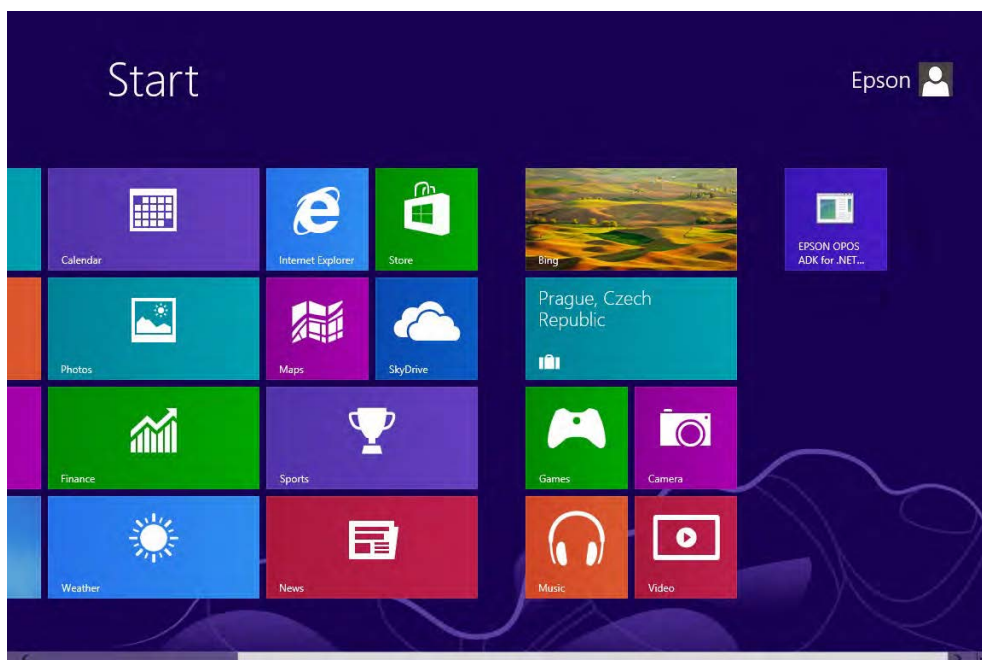 Start
Epson
Calendar
Internet Explorer
Store
Bing
EPSON OPOS
ADK for .NET...
Photos
Maps
SkyDrive
Prague, Czech
Republic
Finance
Sports
Games
Camera
Weather
News
Music
Video